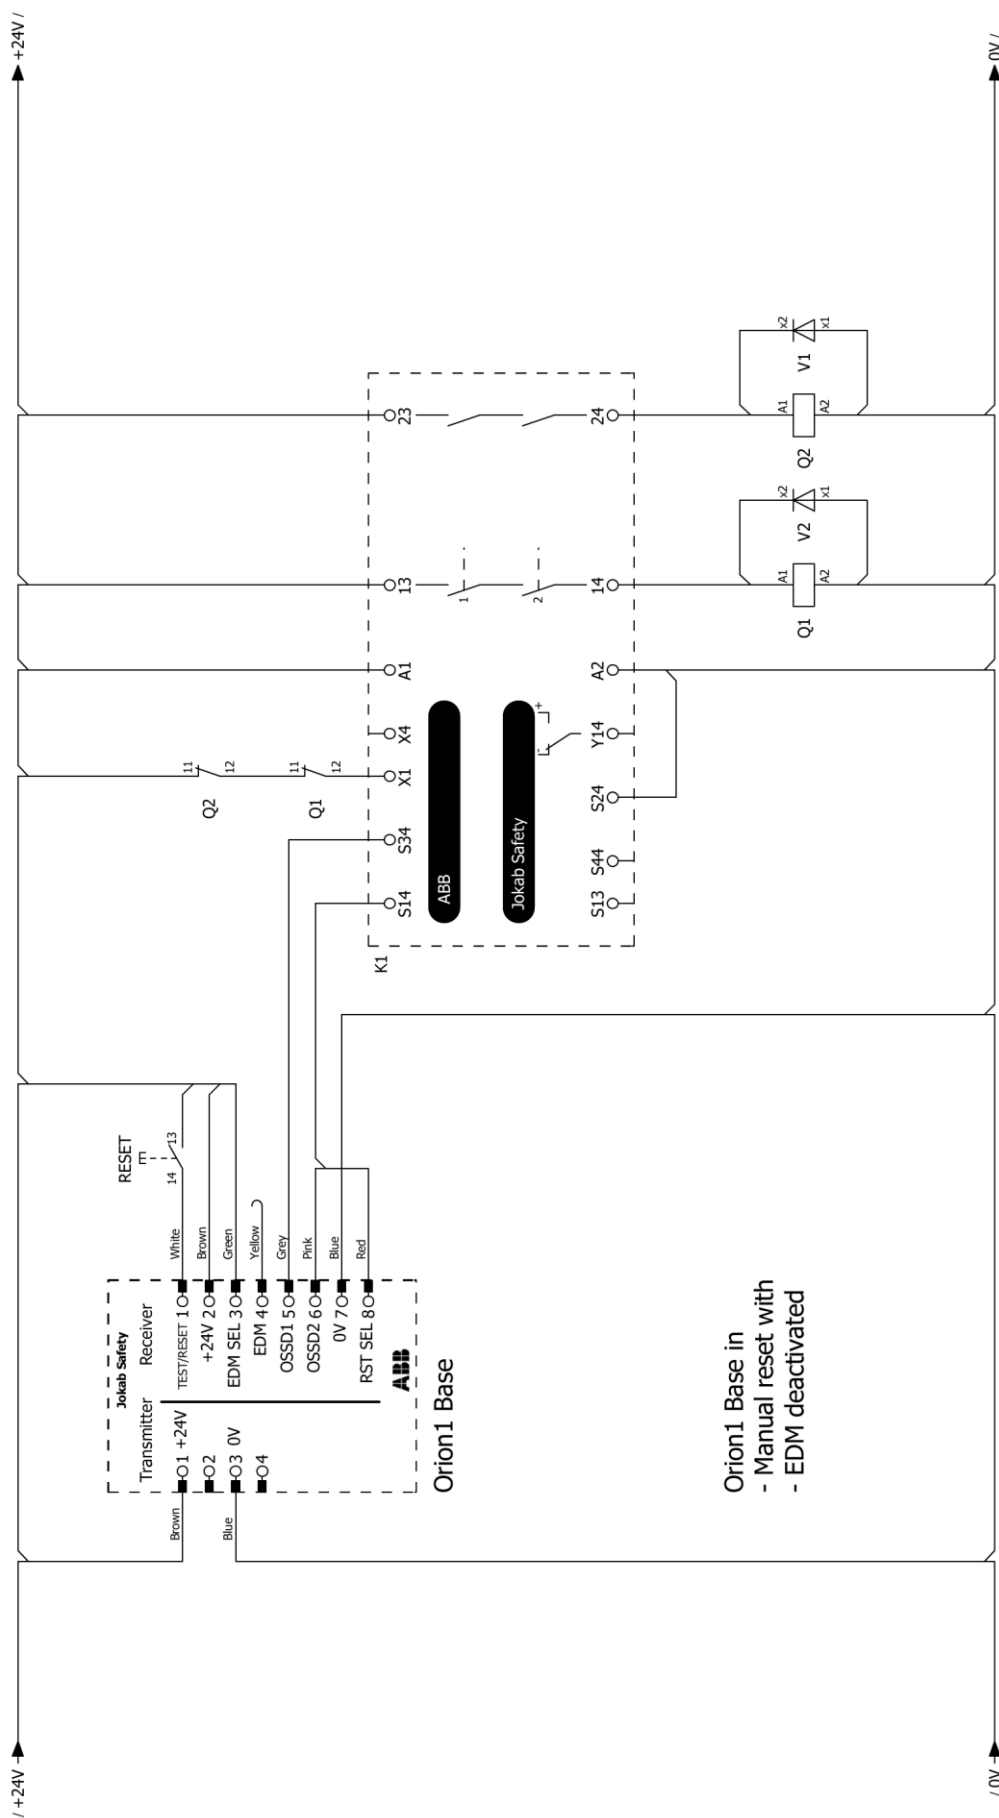 / +24V
+24V /
RESET
14
13
Jokab Safety
Transmitter
Receiver
Brown
1 +24V
2
Blue
3 0V
4
TEST/RESET 1
White
+24V 2
Brown
EDM SEL 3
Green
EDM 4
Yellow
OSSD1 5
Grey
OSSD2 6
Pink
0V 7
Blue
RST SEL 8
Red
ABB
Orion1 Base
Q2
11
12
Q1
11
12
K1
S14
S34
X1
X4
A1
13
23
ABB
Jokab Safety
1
2
- +
S13
S44
S24
Y14
A2
14
24
Q1
A1
A2
V2
x2
x1
Q2
A1
A2
V1
x2
x1
Orion1 Base in
- Manual reset with
- EDM deactivated
/ 0V
0V /